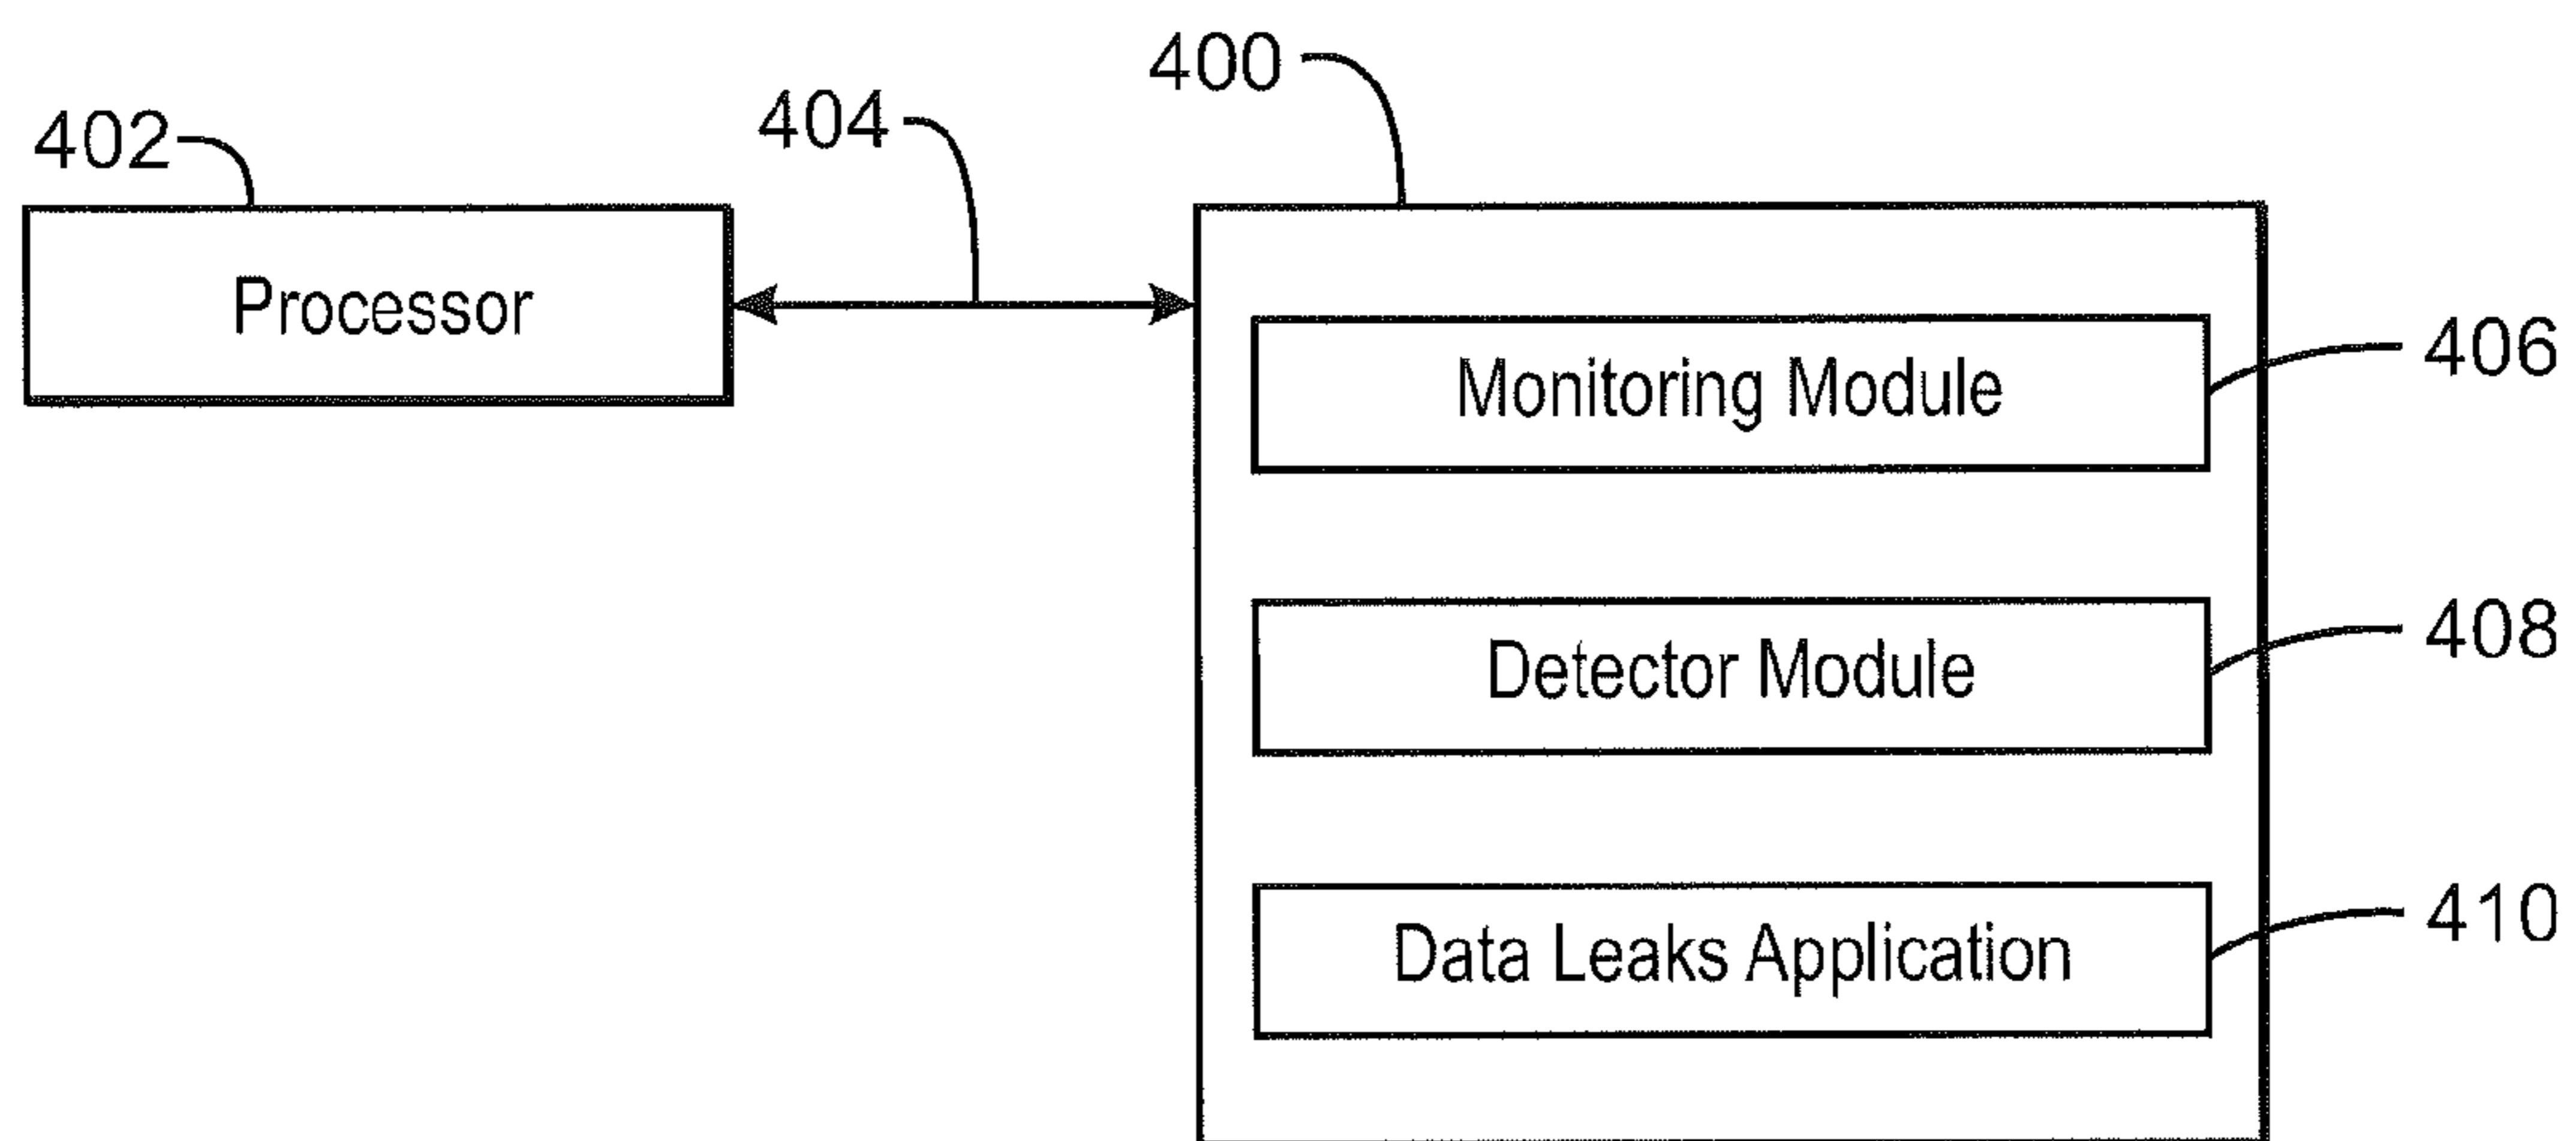 400
404
402
Processor
Monitoring Module
406
Detector Module
408
Data Leaks Application
410